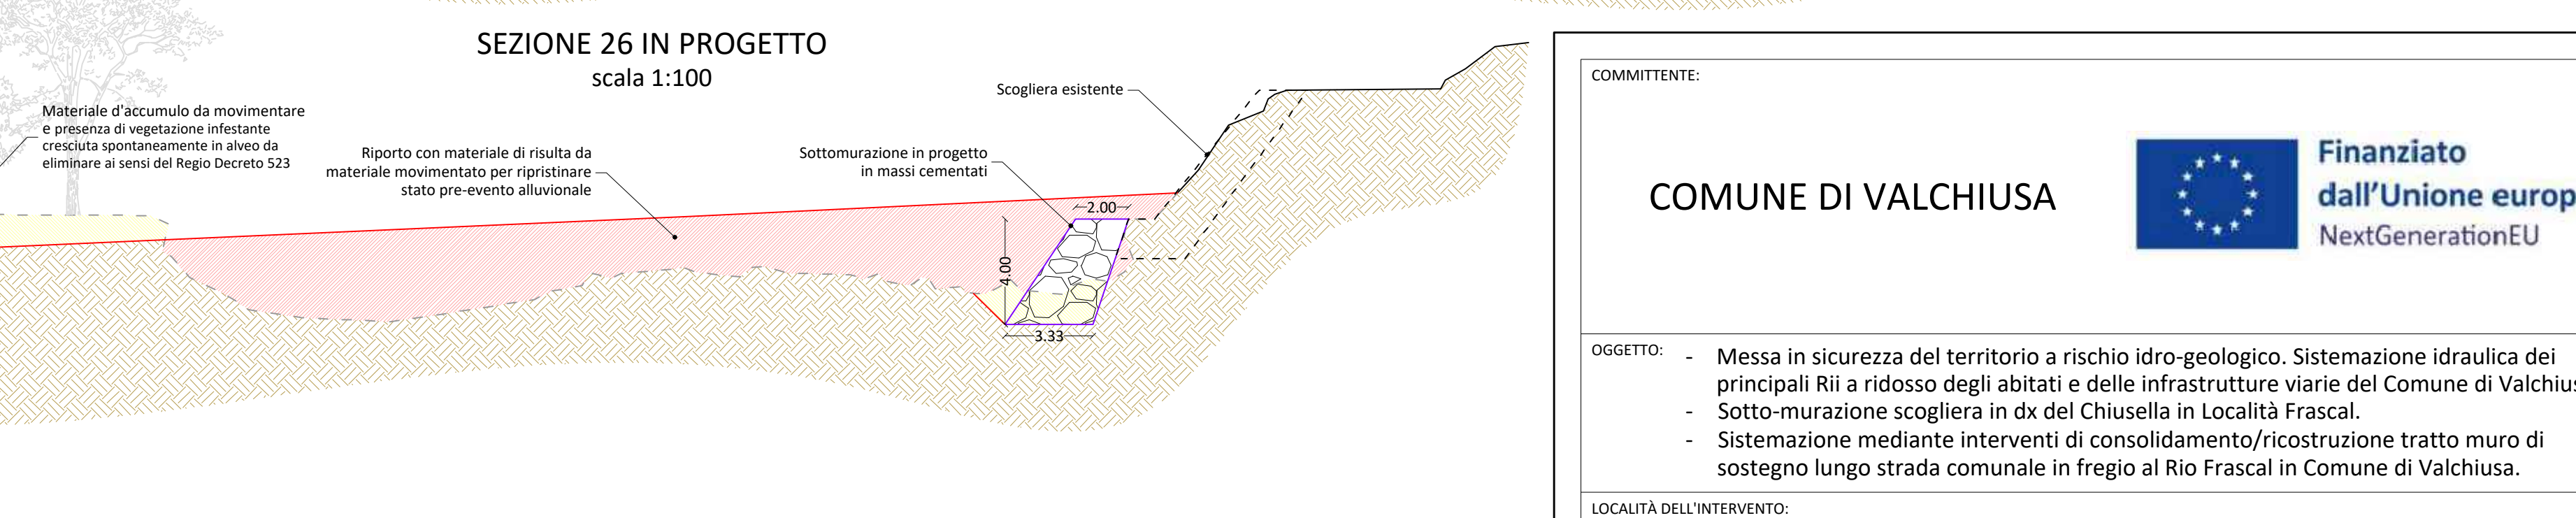 SEZIONE 26 IN PROGETTO
scala 1:100
Materiale d'accumulo da movimentare
e presenza di vegetazione infestante
cresciuta spontaneamente in alveo da
eliminare ai sensi del Regio Decreto 523
Riporto con materiale di risulta da
materiale movimentato per ripristinare
stato pre-evento alluvionale
Sottomurazione in progetto
in massi cementati
Scogliera esistente
2.00
4.00
3.33
COMMITTENTE:
COMUNE DI VALCHIUSA
Finanziato
dall'Unione europ
NextGenerationEU
OGGETTO:
- Messa in sicurezza del territorio a rischio idro-geologico. Sistemazione idraulica dei
principali Rii a ridosso degli abitati e delle infrastrutture viarie del Comune di Valchius
- Sotto-murazione scogliera in dx del Chiusella in Località Frascal.
- Sistemazione mediante interventi di consolidamento/ricostruzione tratto muro di
sostegno lungo strada comunale in fregio al Rio Frascal in Comune di Valchiusa.
LOCALITÀ DELL'INTERVENTO: